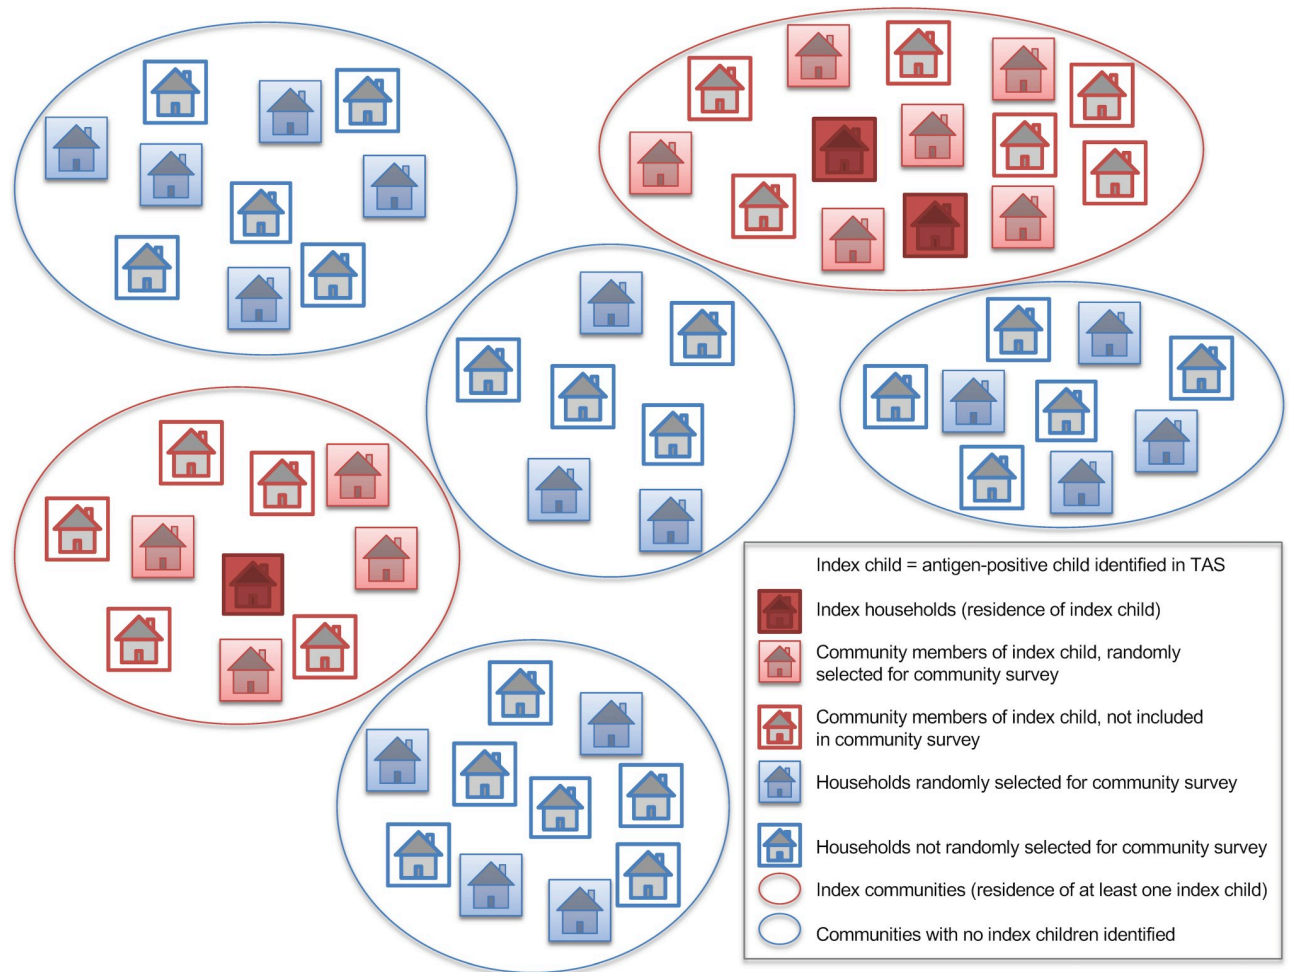 Index child = antigen-positive child identified in TAS
Index households (residence of index child)
Community members of index child, randomly
selected for community survey
Community members of index child, not included
in community survey
Households randomly selected for community survey
Households not randomly selected for community survey
Index communities (residence of at least one index child)
Communities with no index children identified